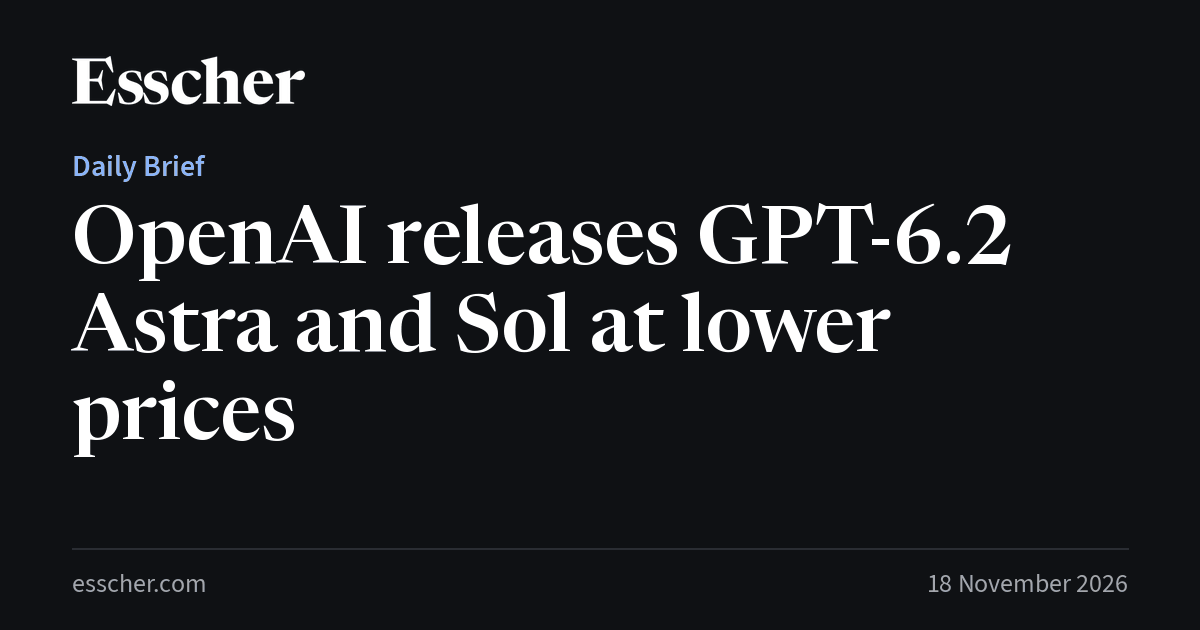 Esscher
Daily Brief
OpenAI releases GPT-6.2
Astra and Sol at lower
prices
esscher.com
18 November 2026